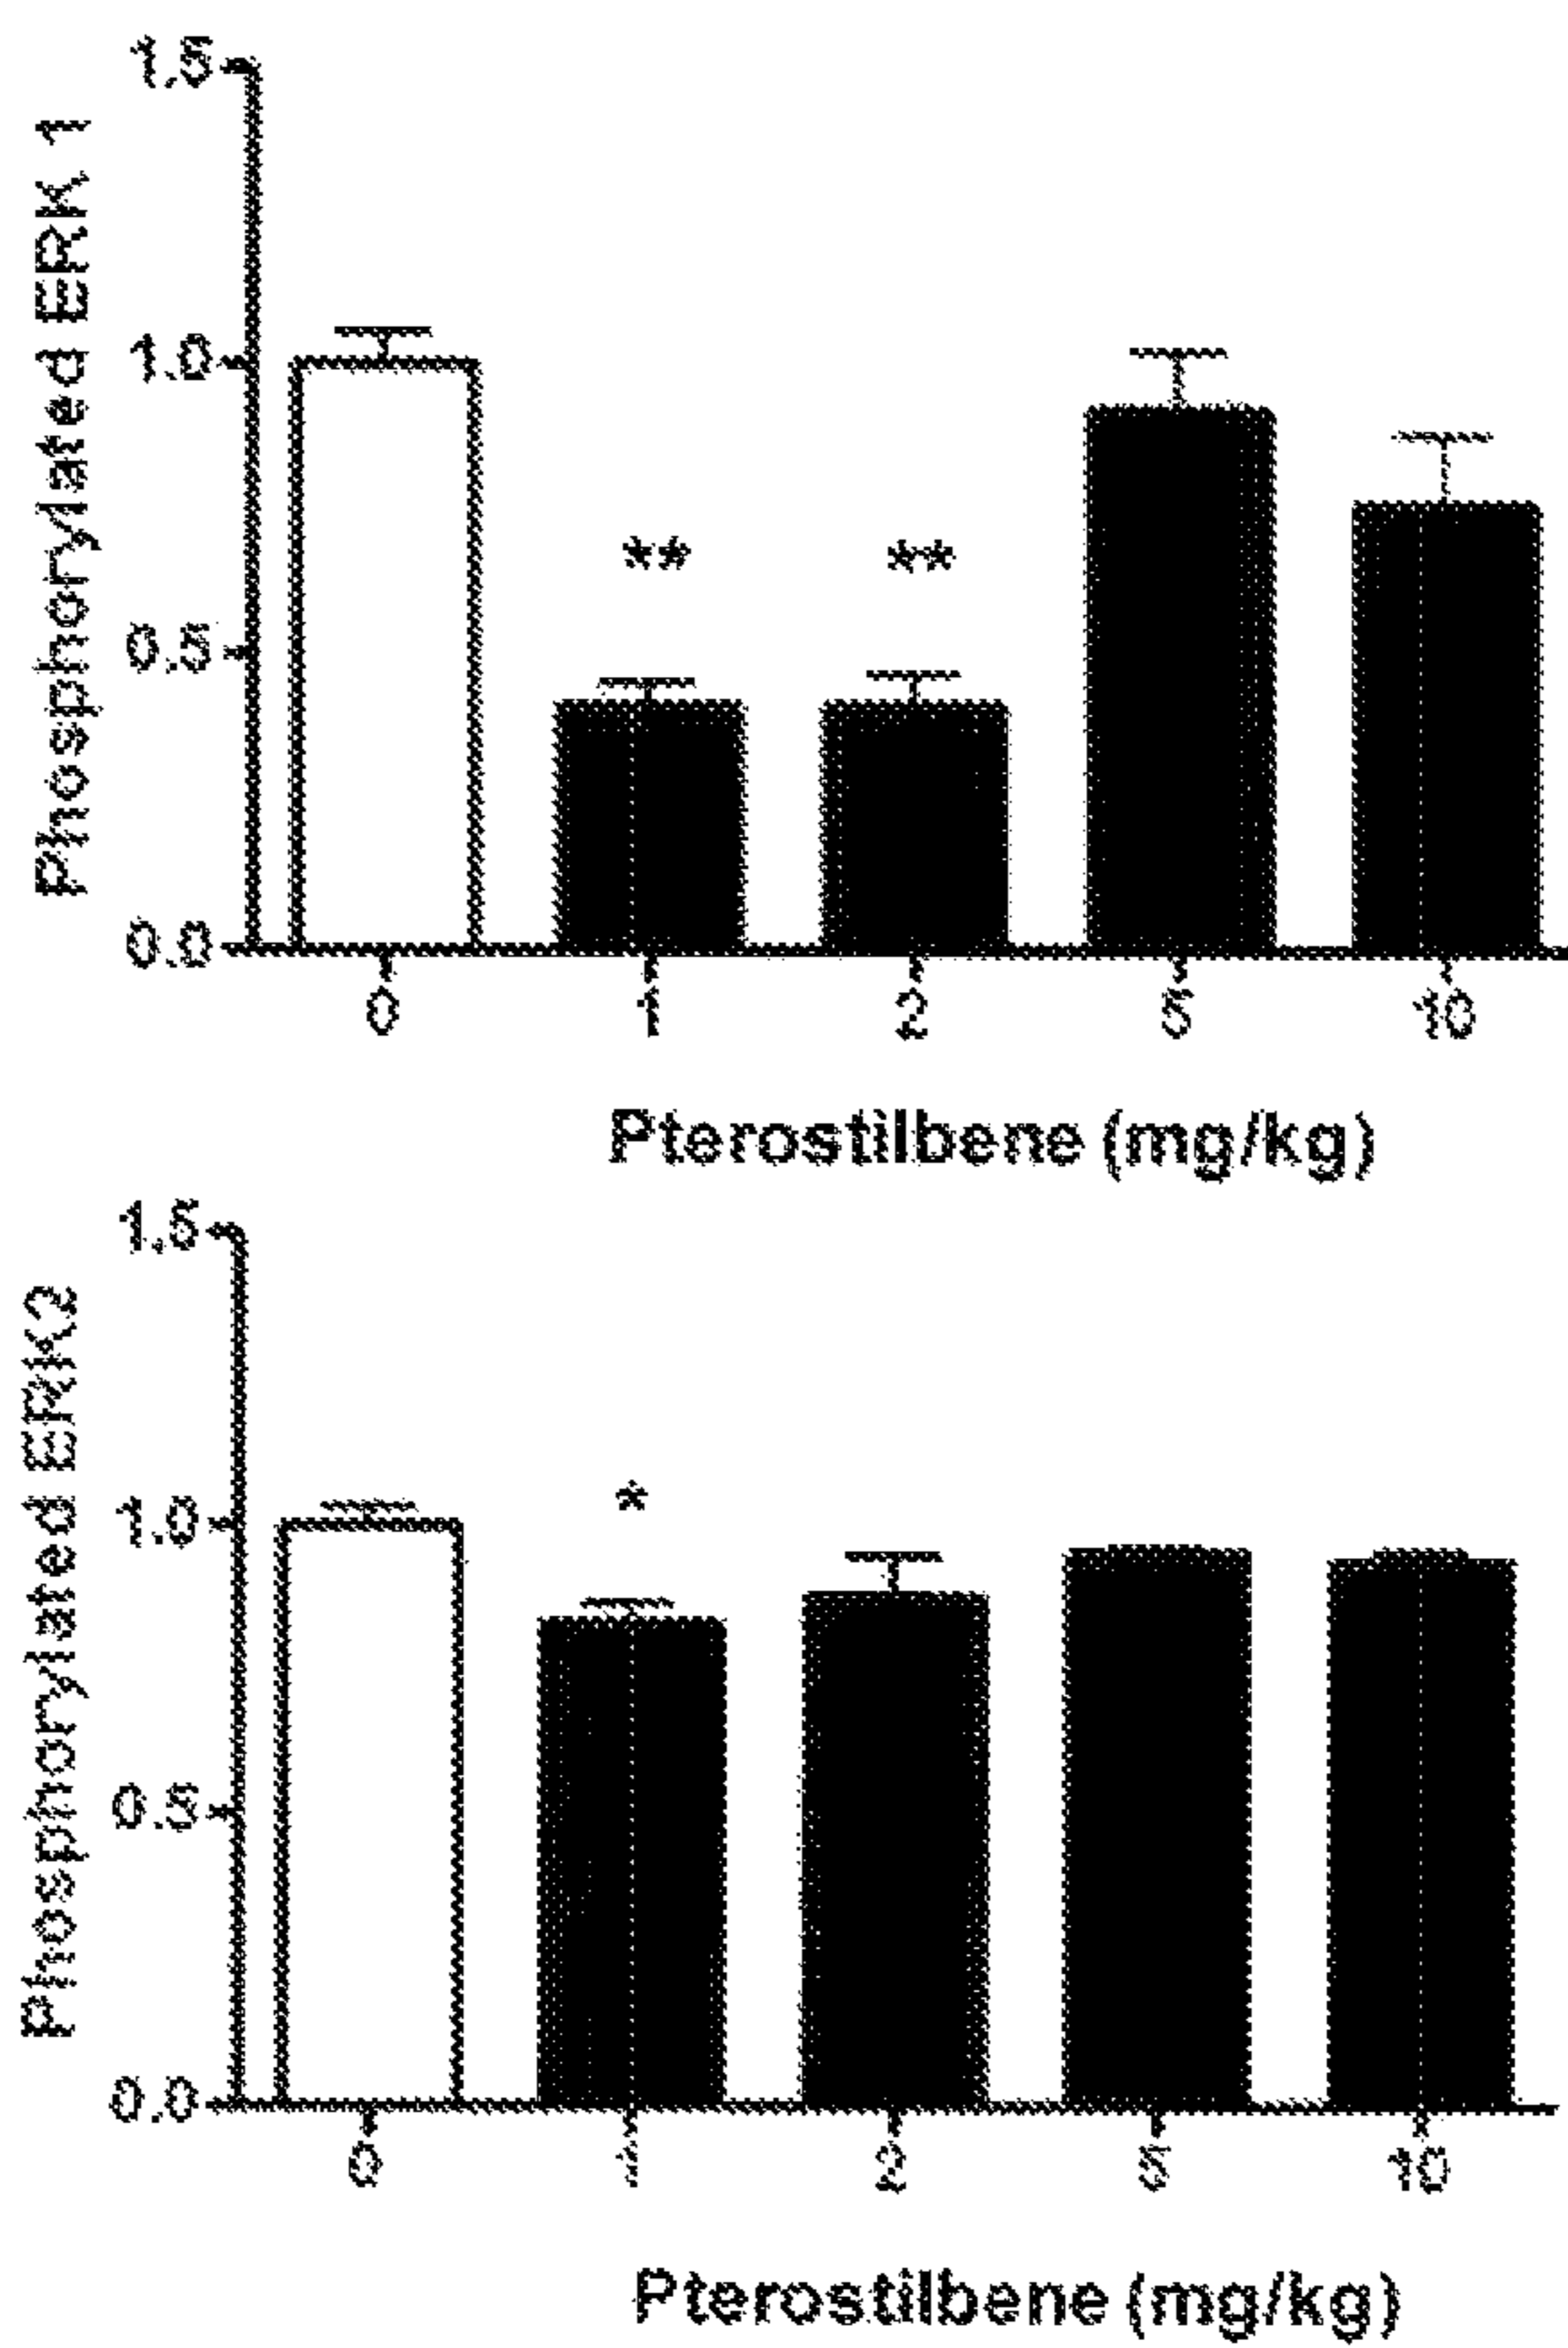 Phosphorylated ERK 1
1.5
1.0
0.5
0.0
** **
0 1 2 5 10
Pterostilbene (mg/kg)
Phosphorylated ERK2
1.5
1.0
0.5
0.0
*
0 1 2 5 10
Pterostilbene (mg/kg)